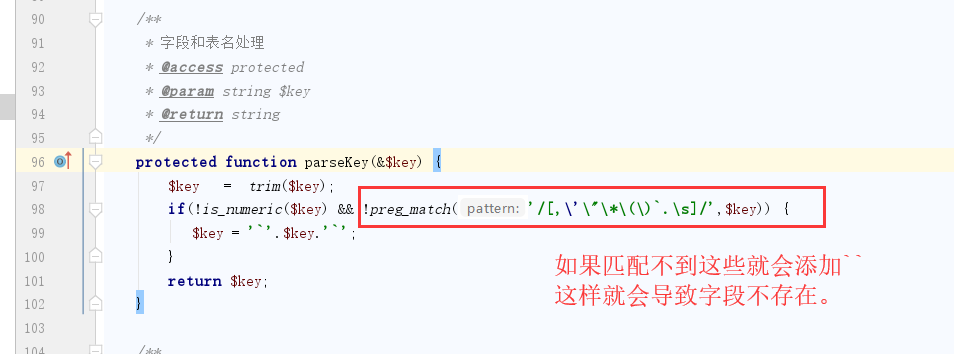 90 /**
91 * 字段和表名处理
92 * @access protected
93 * @param string $key
94 * @return string
95 */
96 protected function parseKey(&$key) {
97 $key = trim($key);
98 if(!is_numeric($key) && !preg_match( pattern: '/[,\'\"\*\(\)`.\s]/',$key)) {
99 $key = '`'.$key.'`';
100 }
101 return $key;
102 }
如果匹配不到这些就会添加``
这样就会导致字段不存在。
103
104 /**